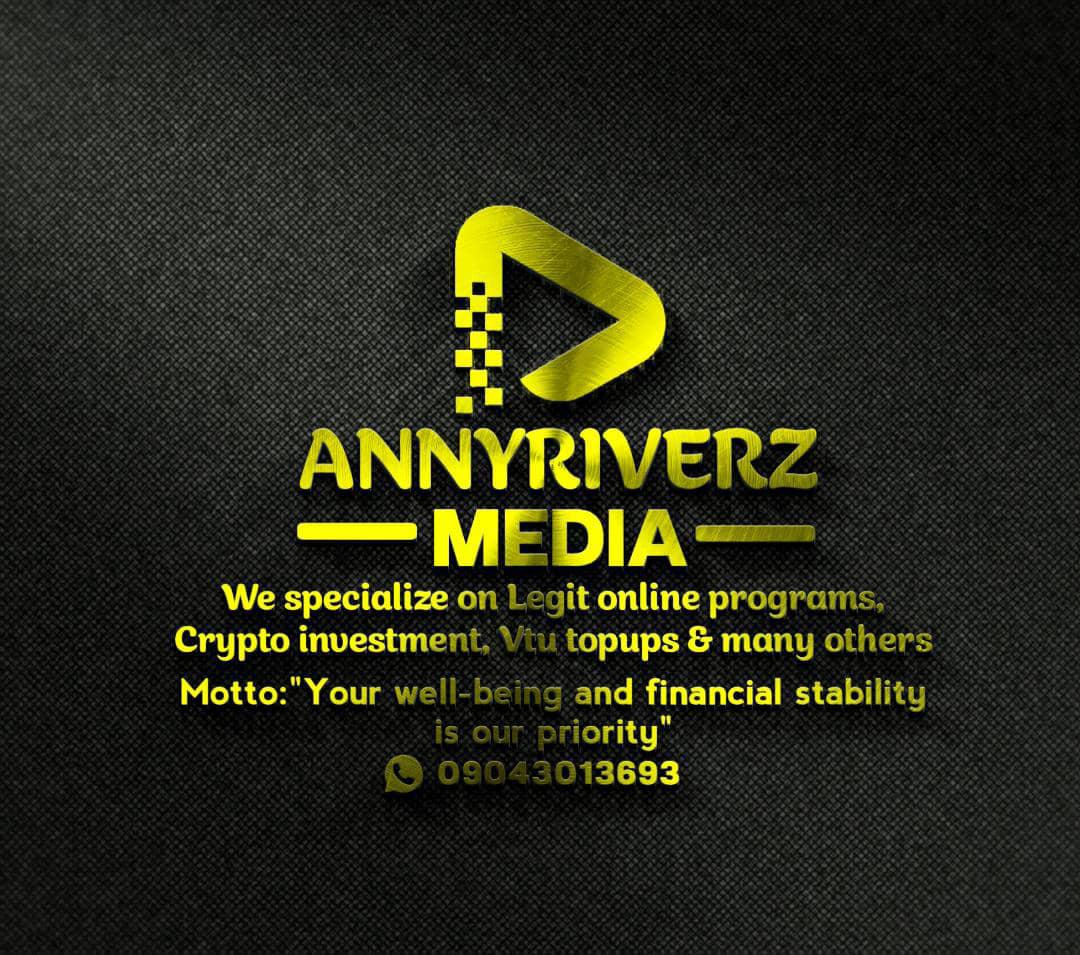 ANNYRIVERZ
MEDIA
We specialize on Legit online programs,
Crypto investment, Vtu topups & many others
Motto:"Your well-being and financial stability
is our priority"
09043013693